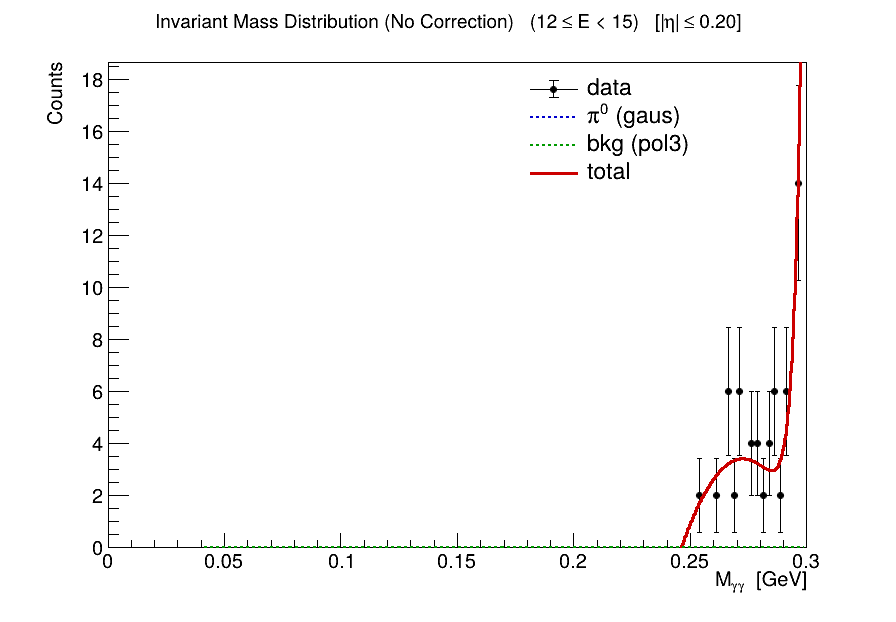 Invariant Mass Distribution (No Correction) (12 ≤ E < 15) [|η| ≤ 0.20]
Counts
18
16
14
12
10
8
6
4
2
0
data
π⁰ (gaus)
bkg (pol3)
total
0 0.05 0.1 0.15 0.2 0.25 0.3
Mγγ [GeV]